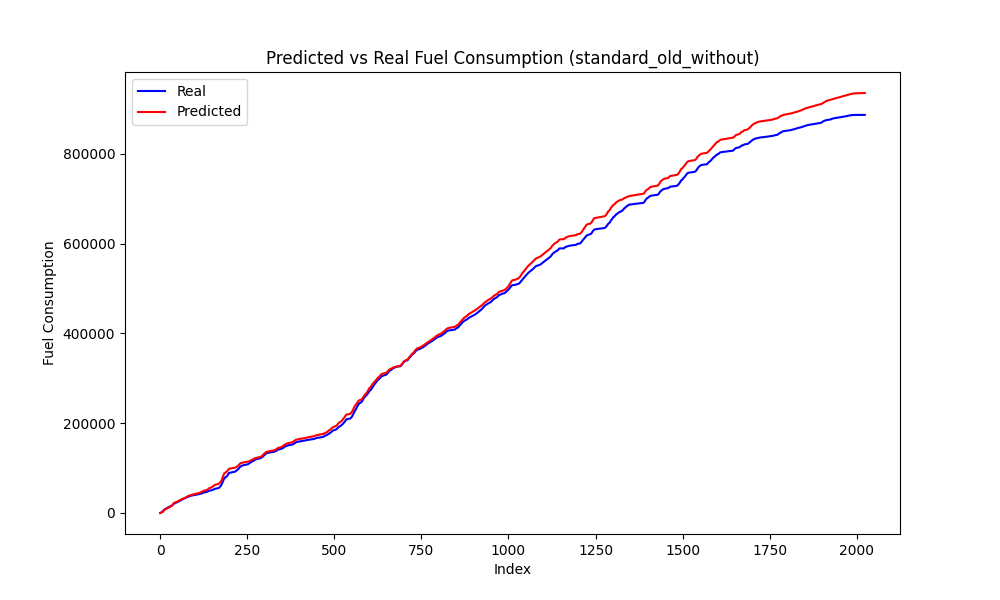 Predicted vs Real Fuel Consumption (standard_old_without)
Real
Predicted
Fuel Consumption
800000
600000
400000
200000
0
0 250 500 750 1000 1250 1500 1750 2000
Index